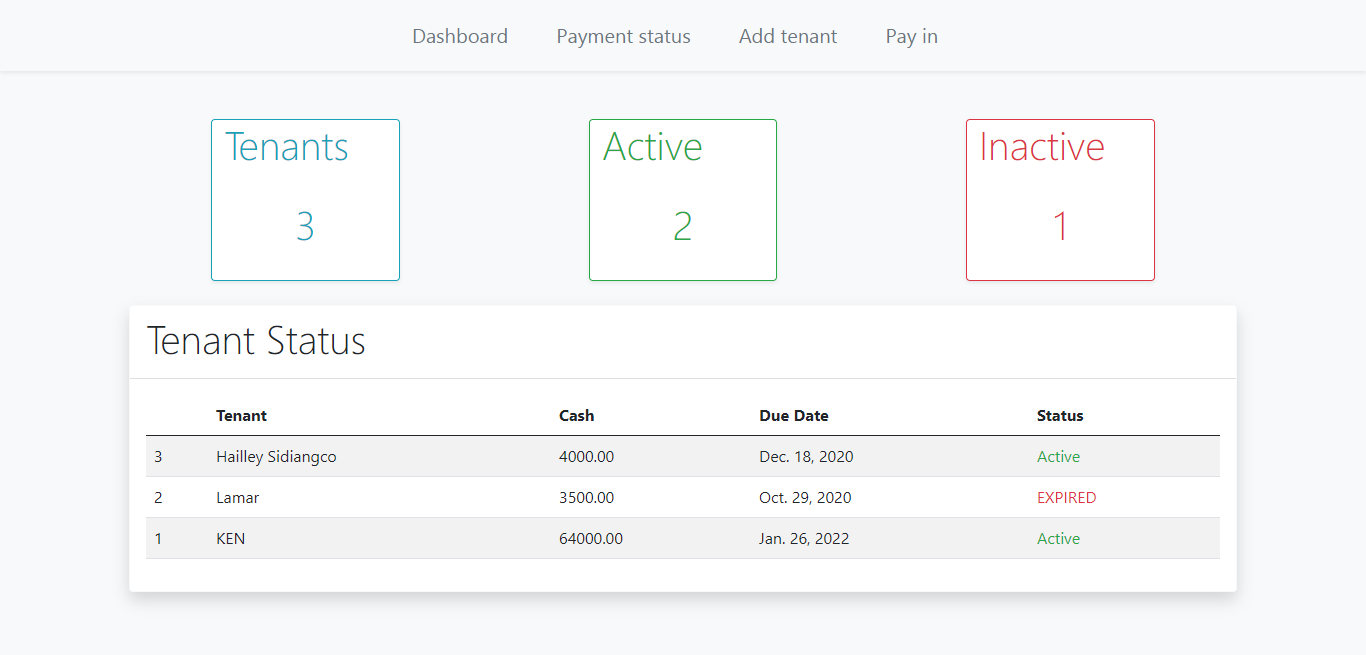 Dashboard Payment status Add tenant Pay in
Tenants Active Inactive
3 2 1
Tenant Status
Tenant Cash Due Date Status
3 Hailley Sidiangco 4000.00 Dec. 18, 2020 Active
2 Lamar 3500.00 Oct. 29, 2020 EXPIRED
1 KEN 64000.00 Jan. 26, 2022 Active